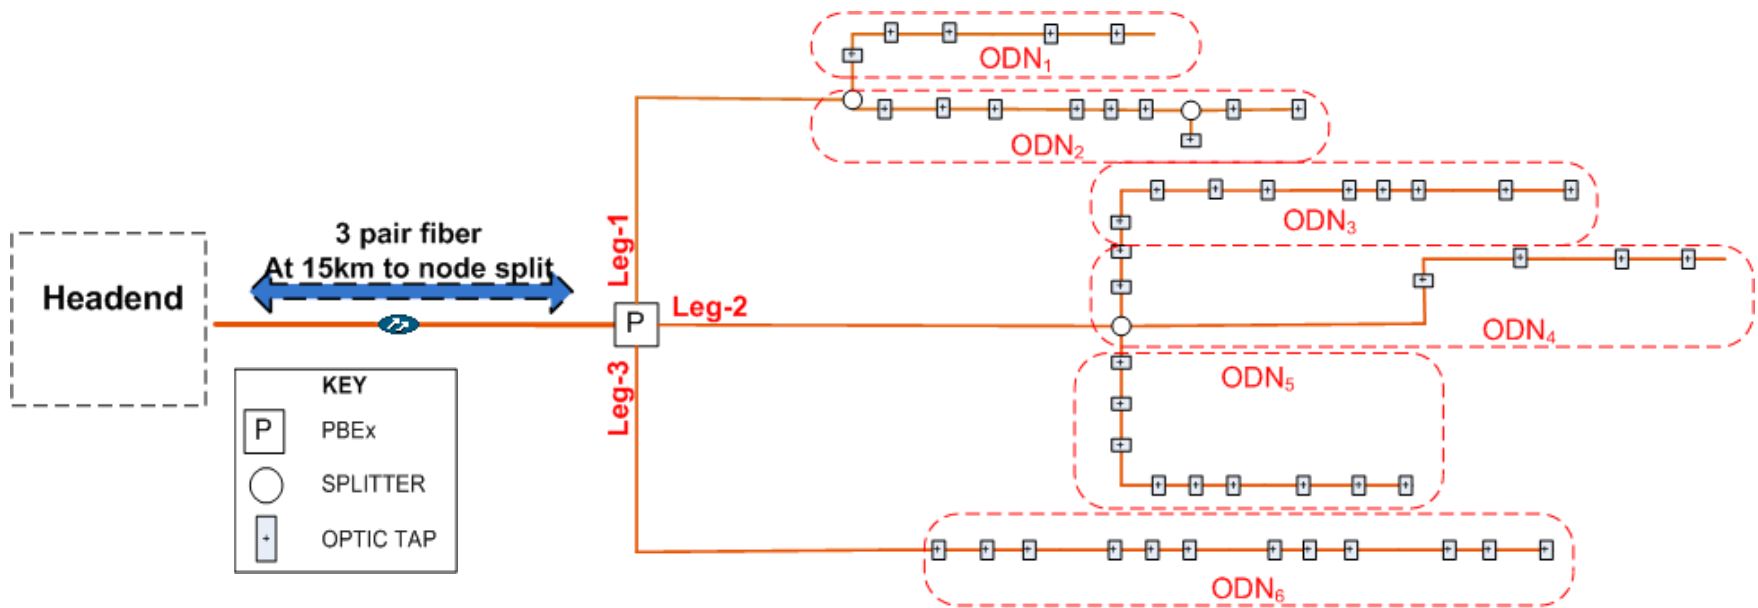 ODN1
ODN2
ODN3
ODN4
ODN5
ODN6
3 pair fiber
At 15km to node split
Headend
Leg-1
P
Leg-2
Leg-3
KEY
P PBEx
SPLITTER
OPTIC TAP